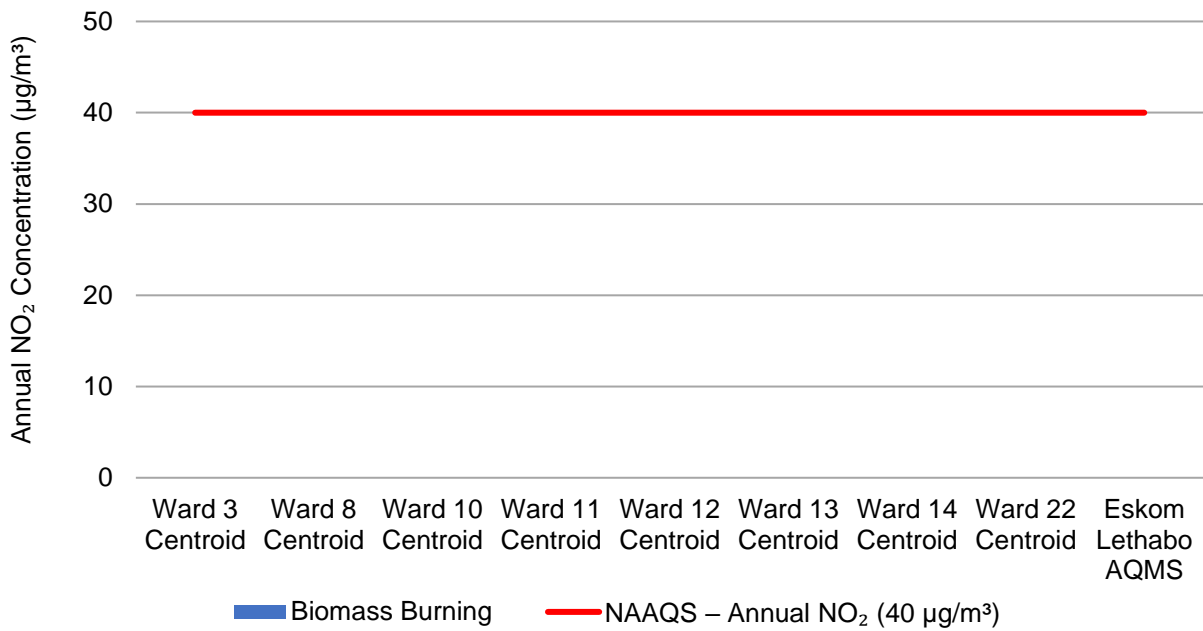 Annual NO₂ Concentration (µg/m³)
50
40
30
20
10
0
Ward 3 Centroid
Ward 8 Centroid
Ward 10 Centroid
Ward 11 Centroid
Ward 12 Centroid
Ward 13 Centroid
Ward 14 Centroid
Ward 22 Centroid
Eskom Lethabo AQMS
Biomass Burning
NAAQS – Annual NO₂ (40 µg/m³)